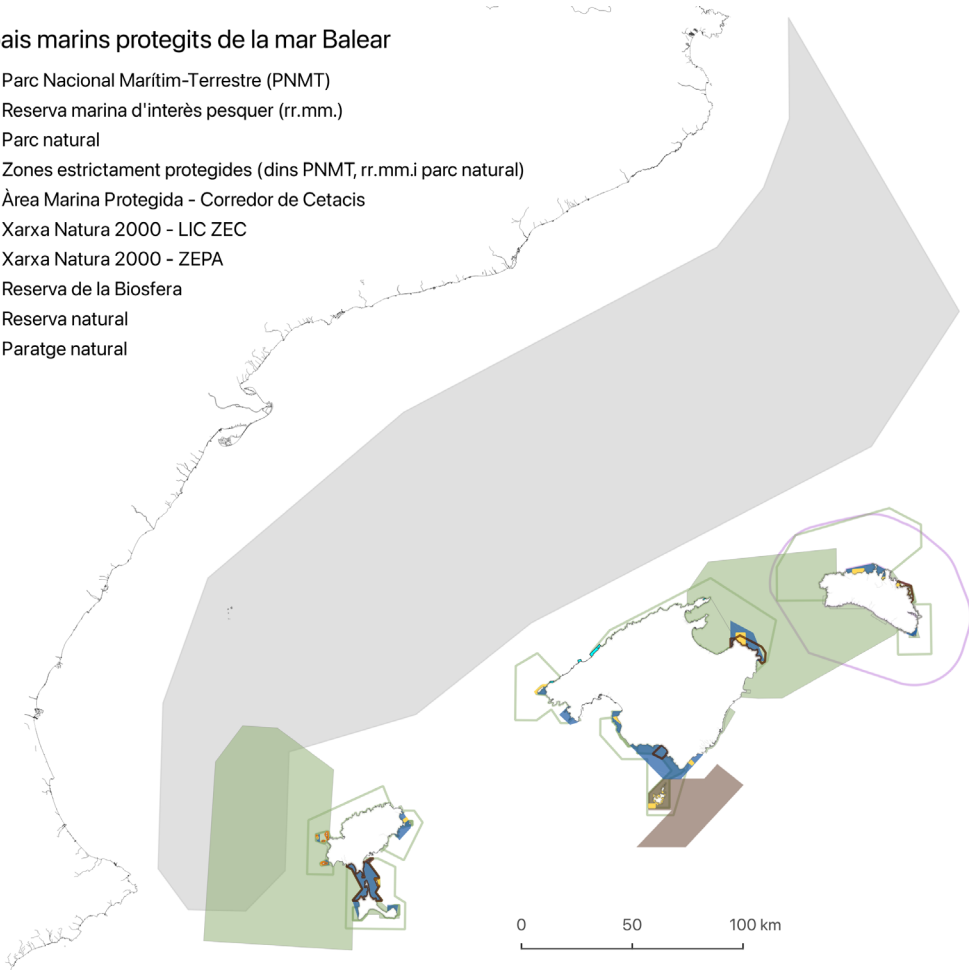 ais marins protegits de la mar Balear
Parc Nacional Marítim-Terrestre (PNMT)
Reserva marina d'interès pesquer (rr.mm.)
Parc natural
Zones estrictament protegides (dins PNMT, rr.mm.i parc natural)
Àrea Marina Protegida - Corredor de Cetacis
Xarxa Natura 2000 - LIC ZEC
Xarxa Natura 2000 - ZEPA
Reserva de la Biosfera
Reserva natural
Paratge natural
0 50 100 km